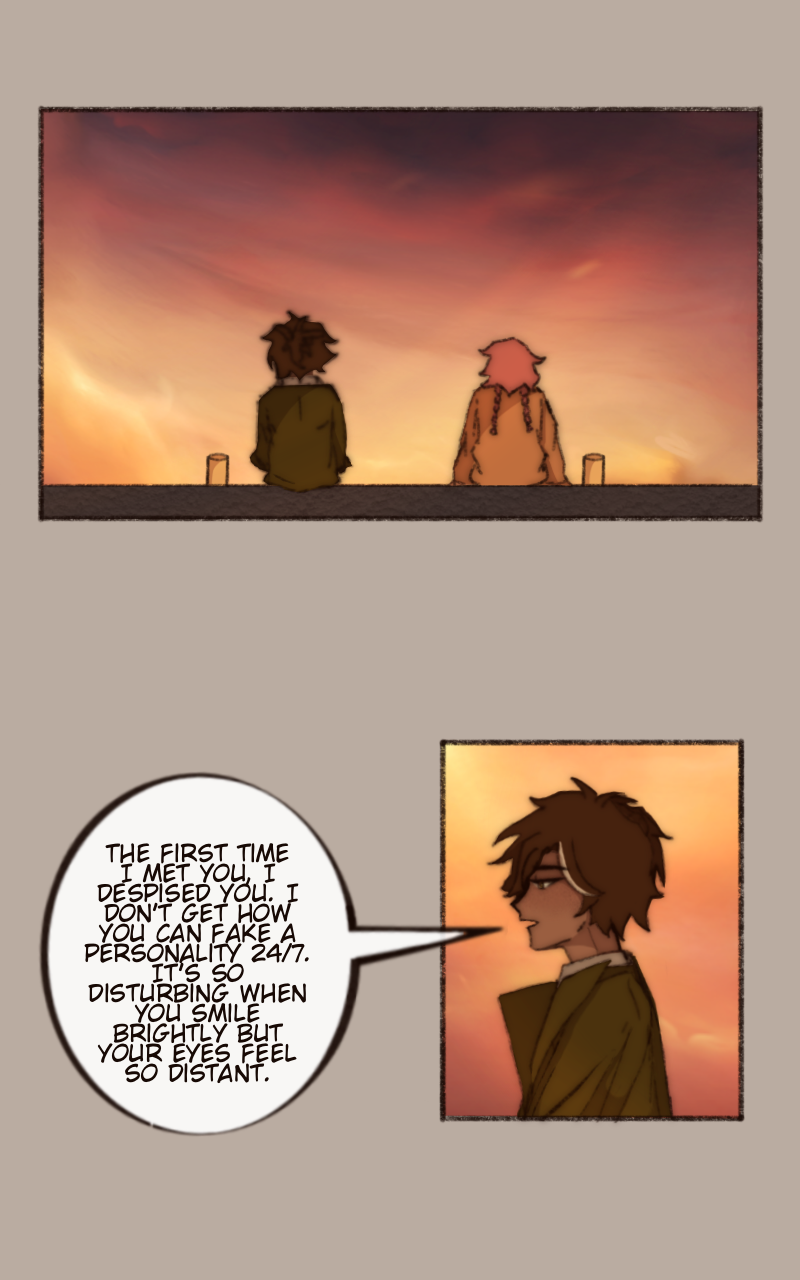 THE FIRST TIME
I MET YOU, I
DESPISED YOU. I
DON'T GET HOW
YOU CAN FAKE A
PERSONALITY 24/7.
IT'S SO
DISTURBING WHEN
YOU SMILE
BRIGHTLY BUT
YOUR EYES FEEL
SO DISTANT.